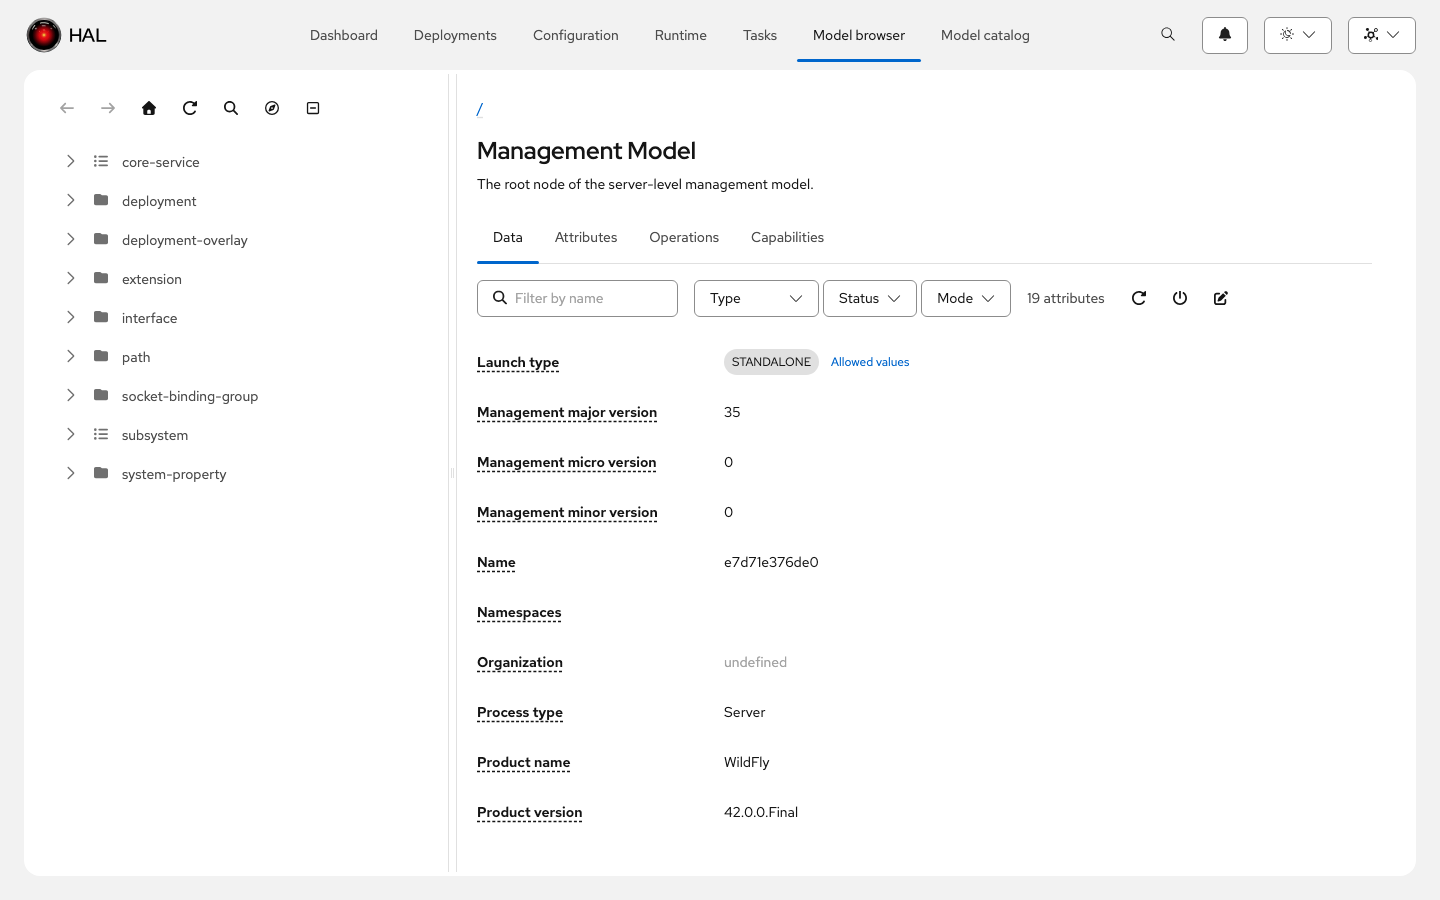 HAL
Dashboard
Deployments
Configuration
Runtime
Tasks
Model browser
Model catalog
core-service
deployment
deployment-overlay
extension
interface
path
socket-binding-group
subsystem
system-property
/
Management Model
The root node of the server-level management model.
Data
Attributes
Operations
Capabilities
Filter by name
Type
Status
Mode
19 attributes
Launch type
STANDALONE
Allowed values
Management major version
35
Management micro version
0
Management minor version
0
Name
e7d71e376de0
Namespaces
Organization
undefined
Process type
Server
Product name
WildFly
Product version
42.0.0.Final